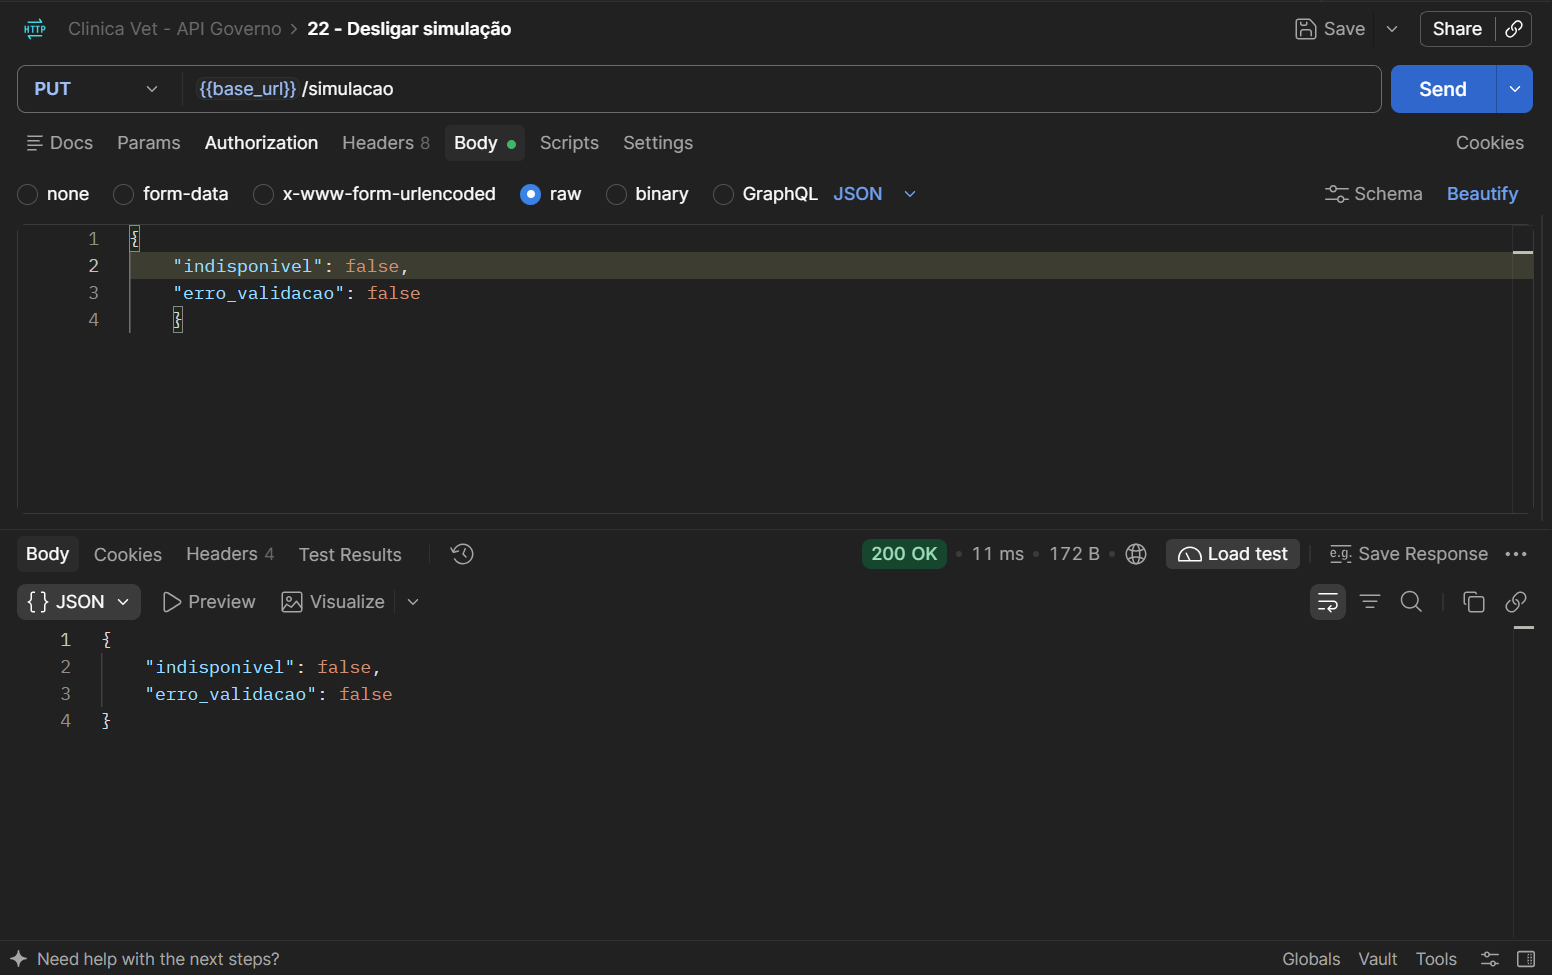 HTTP Clinica Vet - API Governo > 22 - Desligar simulação Save Share
PUT {{base_url}} /simulacao Send
Docs Params Authorization Headers 8 Body Scripts Settings Cookies
none form-data x-www-form-urlencoded raw binary GraphQL JSON Schema Beautify
1 {
2 "indisponivel": false,
3 "erro_validacao": false
4 }
Body Cookies Headers 4 Test Results 200 OK • 11 ms • 172 B • Load test e.g. Save Response
{} JSON Preview Visualize
1 {
2 "indisponivel": false,
3 "erro_validacao": false
4 }
Need help with the next steps? Globals Vault Tools